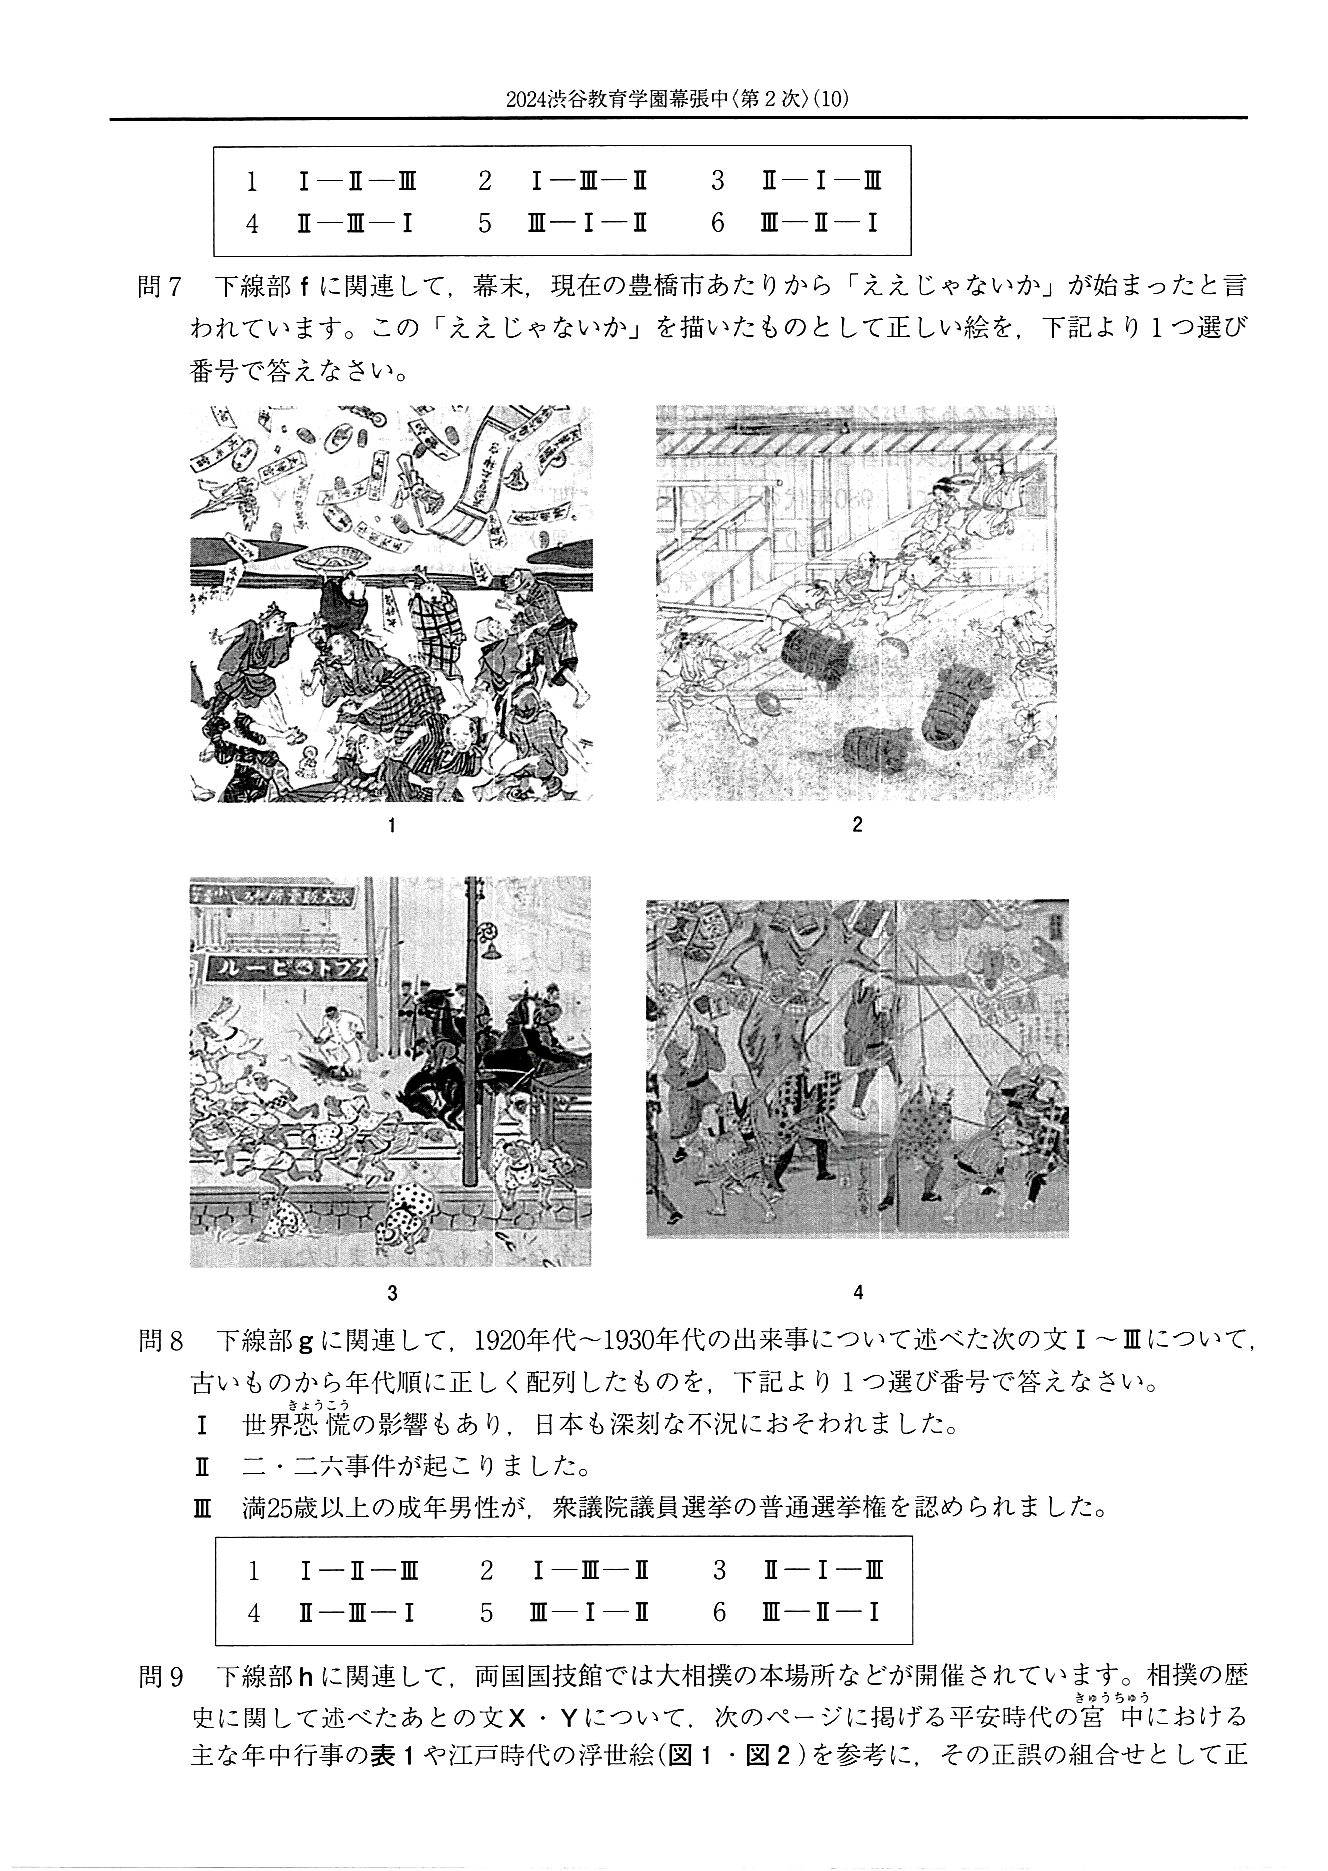 2024渋谷教育学園幕張中〈第2次〉(10)
1 Ⅰ―Ⅱ―Ⅲ 2 Ⅰ―Ⅲ―Ⅱ 3 Ⅱ―Ⅰ―Ⅲ
4 Ⅱ―Ⅲ―Ⅰ 5 Ⅲ―Ⅰ―Ⅱ 6 Ⅲ―Ⅱ―Ⅰ
問7 下線部fに関連して，幕末，現在の豊橋市あたりから「ええじゃないか」が始まったと言
われています。この「ええじゃないか」を描いたものとして正しい絵を，下記より1つ選び
番号で答えなさい。
1
2
ルービ トブカ
3
4
問8 下線部gに関連して，1920年代～1930年代の出来事について述べた次の文Ⅰ～Ⅲについて，
古いものから年代順に正しく配列したものを，下記より1つ選び番号で答えなさい。
きょうこう
Ⅰ 世界恐慌の影響もあり，日本も深刻な不況におそわれました。
Ⅱ 二・二六事件が起こりました。
Ⅲ 満25歳以上の成年男性が，衆議院議員選挙の普通選挙権を認められました。
1 Ⅰ―Ⅱ―Ⅲ 2 Ⅰ―Ⅲ―Ⅱ 3 Ⅱ―Ⅰ―Ⅲ
4 Ⅱ―Ⅲ―Ⅰ 5 Ⅲ―Ⅰ―Ⅱ 6 Ⅲ―Ⅱ―Ⅰ
問9 下線部hに関連して，両国国技館では大相撲の本場所などが開催されています。相撲の歴
きゅうちゅう
史に関して述べたあとの文X・Yについて，次のページに掲げる平安時代の宮中における
主な年中行事の表1や江戸時代の浮世絵(図1・図2)を参考に，その正誤の組合せとして正